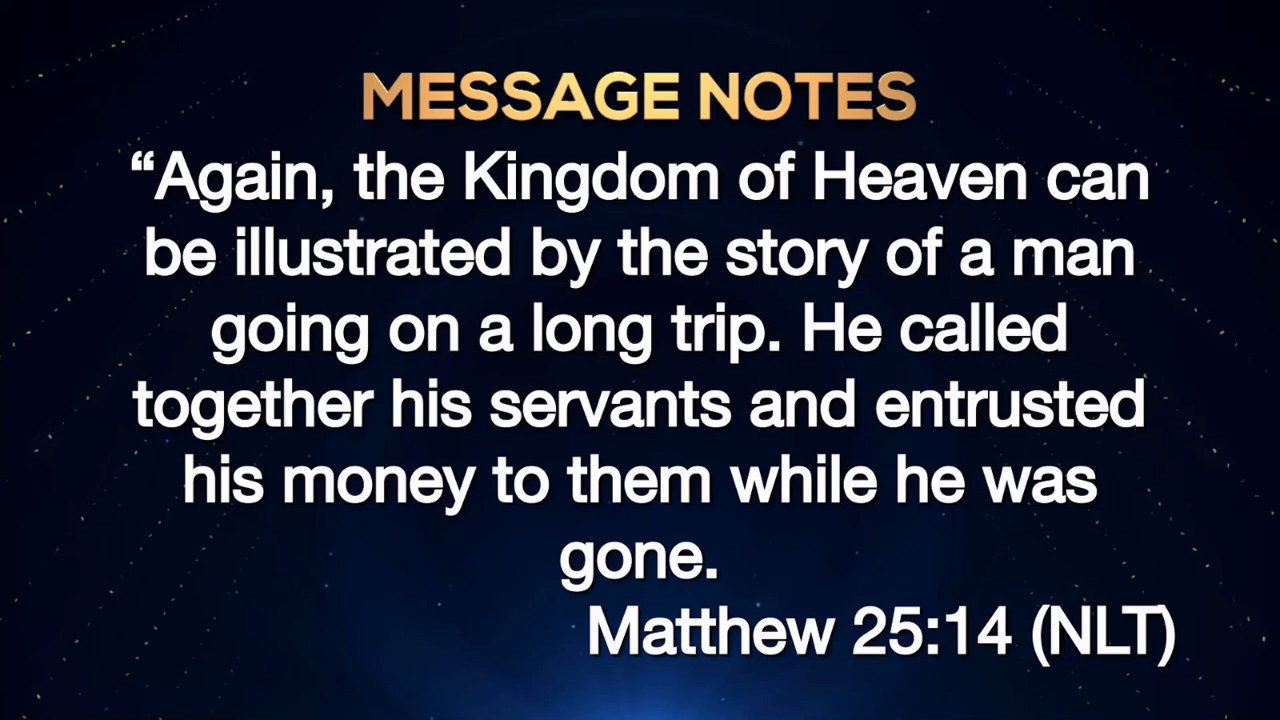 MESSAGE NOTES
“Again, the Kingdom of Heaven can
be illustrated by the story of a man
going on a long trip. He called
together his servants and entrusted
his money to them while he was
gone.
Matthew 25:14 (NLT)